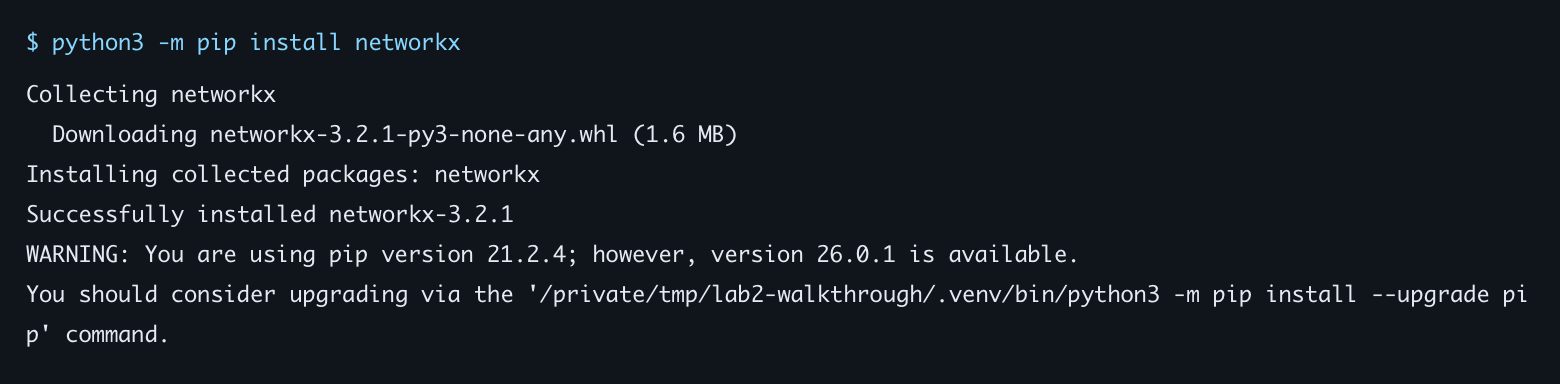 $ python3 -m pip install networkx
Collecting networkx
  Downloading networkx-3.2.1-py3-none-any.whl (1.6 MB)
Installing collected packages: networkx
Successfully installed networkx-3.2.1
WARNING: You are using pip version 21.2.4; however, version 26.0.1 is available.
You should consider upgrading via the '/private/tmp/lab2-walkthrough/.venv/bin/python3 -m pip install --upgrade pi
p' command.